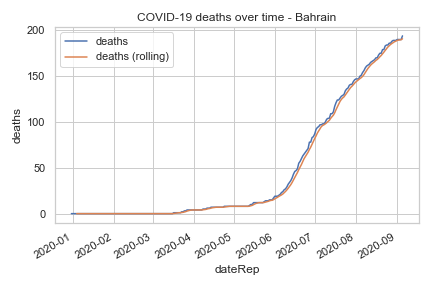 COVID-19 deaths over time - Bahrain
deaths
deaths (rolling)
200
150
100
50
0
deaths
2020-01
2020-02
2020-03
2020-04
2020-05
2020-06
2020-07
2020-08
2020-09
dateRep